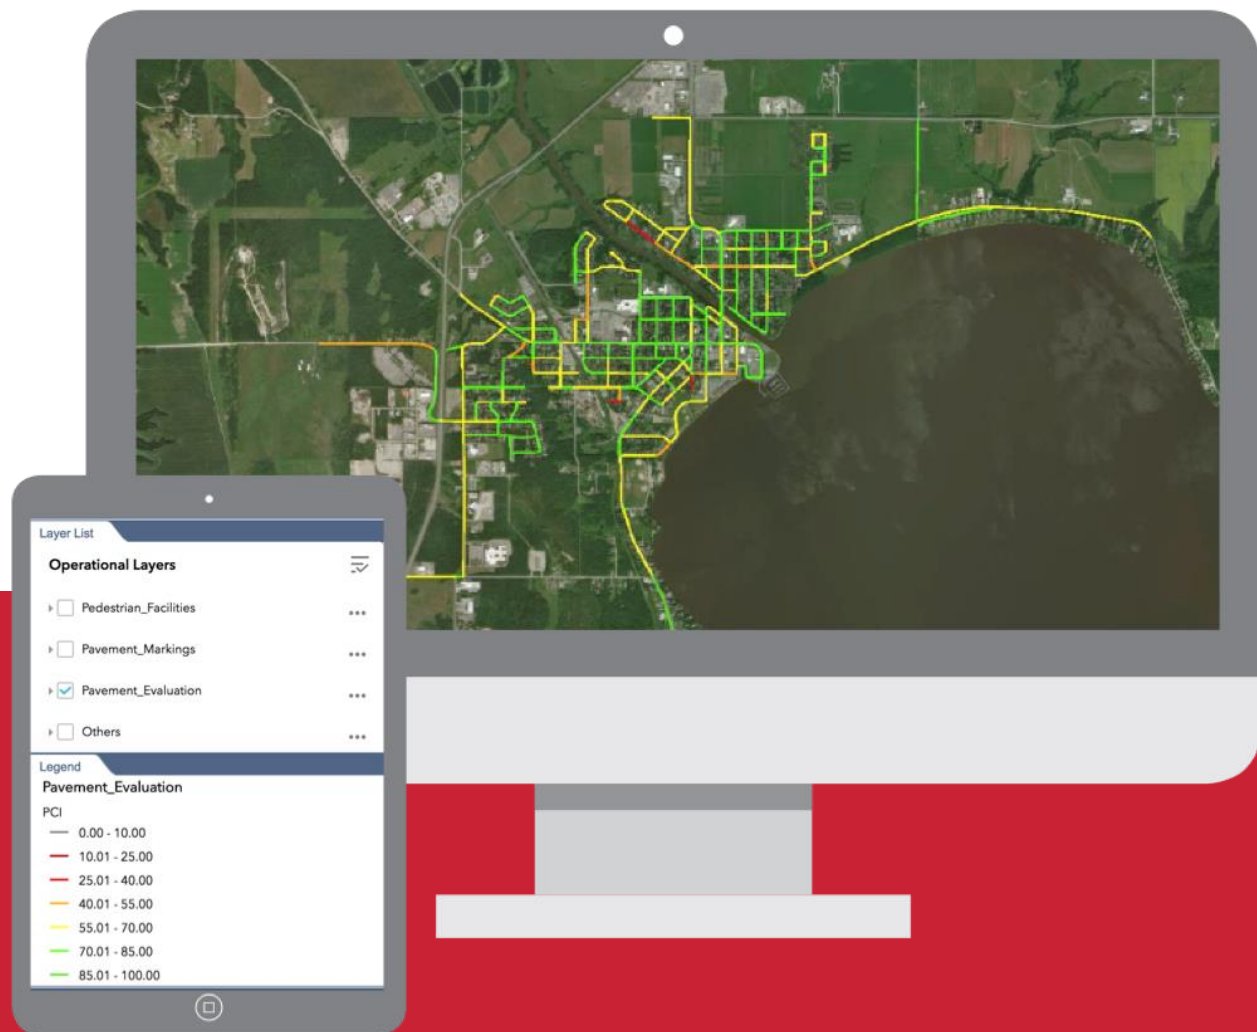 Layer List
Operational Layers
Pedestrian_Facilities
Pavement_Markings
Pavement_Evaluation
Others
Legend
Pavement_Evaluation
PCI
0.00 - 10.00
10.01 - 25.00
25.01 - 40.00
40.01 - 55.00
55.01 - 70.00
70.01 - 85.00
85.01 - 100.00